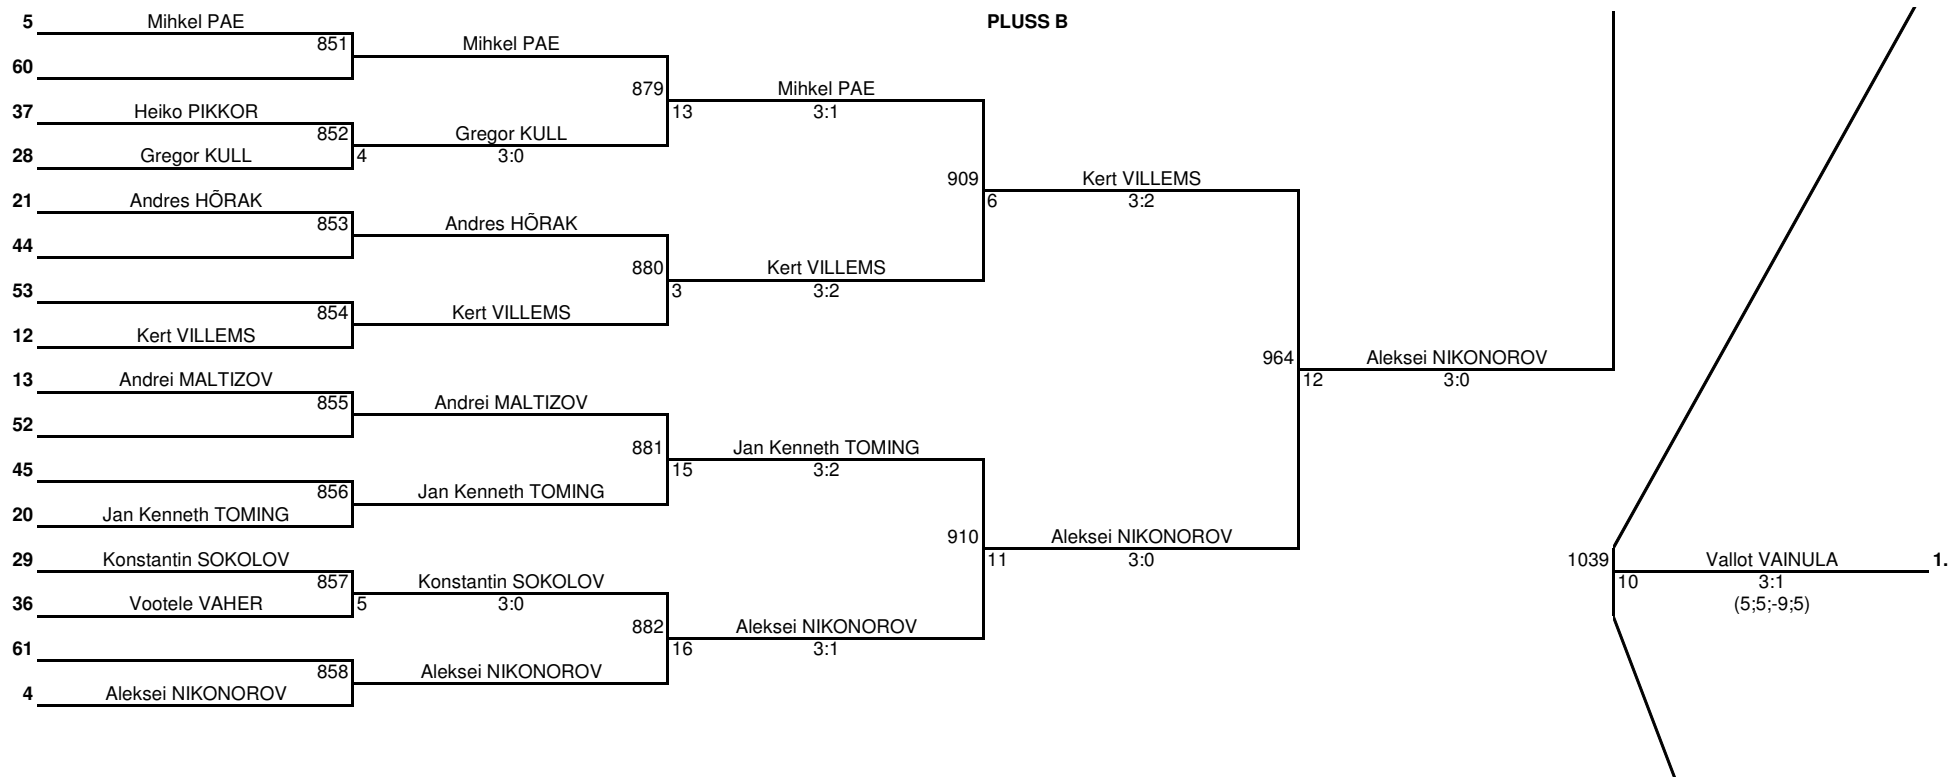 5 Mihkel PAE PLUSS B
851 Mihkel PAE
60
879 Mihkel PAE
37 Heiko PIKKOR 13 3:1
852 Gregor KULL
28 Gregor KULL 4 3:0
909 Kert VILLEMS
21 Andres HÕRAK 6 3:2
853 Andres HÕRAK
44
880 Kert VILLEMS
53 3 3:2
854 Kert VILLEMS
12 Kert VILLEMS
964 Aleksei NIKONOROV
13 Andrei MALTIZOV 12 3:0
855 Andrei MALTIZOV
52
881 Jan Kenneth TOMING
45 15 3:2
856 Jan Kenneth TOMING
20 Jan Kenneth TOMING
910 Aleksei NIKONOROV
29 Konstantin SOKOLOV 11 3:0 1039 Vallot VAINULA 1.
857 Konstantin SOKOLOV 10 3:1
36 Vootele VAHER 5 3:0 (5;5;-9;5)
882 Aleksei NIKONOROV
61 16 3:1
858 Aleksei NIKONOROV
4 Aleksei NIKONOROV